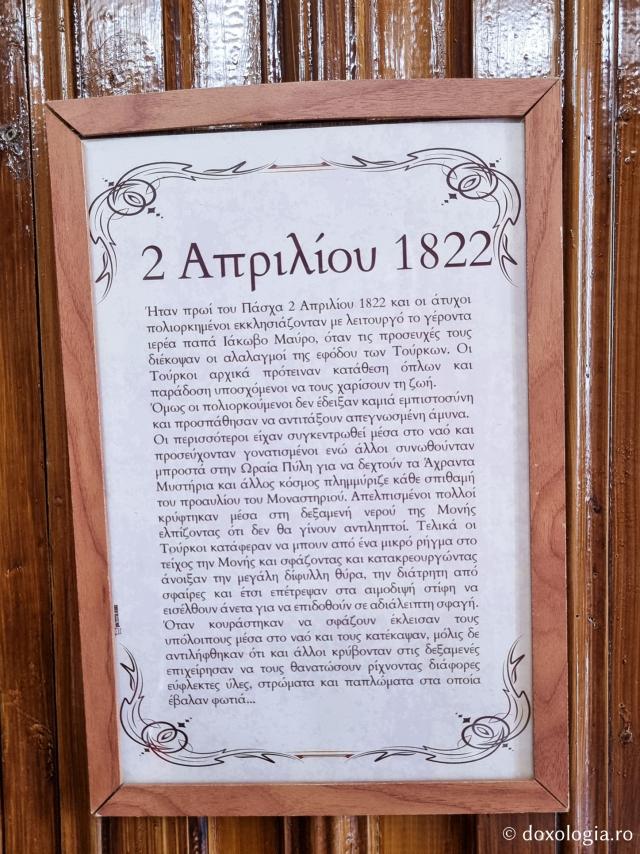 2 Απριλίου 1822
Ήταν πρωί του Πάσχα 2 Απριλίου 1822 και οι άτυχοι
πολιορκημένοι εκκλησιάζονταν με λειτουργό το γέροντα
ιερέα παπά Ιάκωβο Μαύρο, όταν τις προσευχές τους
διέκοψαν οι αλαλαγμοί της εφόδου των Τούρκων. Οι
Τούρκοι αρχικά πρότειναν κατάθεση όπλων και
παράδοση υποσχόμενοι να τους χαρίσουν τη ζωή.
Όμως οι πολιορκούμενοι δεν έδειξαν καμιά εμπιστοσύνη
και προσπάθησαν να αντιτάξουν απεγνωσμένη άμυνα.
Οι περισσότεροι είχαν συγκεντρωθεί μέσα στο ναό και
προσεύχονταν γονατισμένοι ενώ άλλοι συνωθούνταν
μπροστά στην Ωραία Πύλη για να δεχτούν τα Άχραντα
Μυστήρια και άλλος κόσμος πλημμύριζε κάθε σπιθαμή
του προαυλίου του Μοναστηριού. Απελπισμένοι πολλοί
κρύφτηκαν μέσα στη δεξαμενή νερού της Μονής
ελπίζοντας ότι δεν θα γίνουν αντιληπτοί. Τελικά οι
Τούρκοι κατάφεραν να μπουν από ένα μικρό ρήγμα στο
τείχος την Μονής και σφάζοντας και κατακρεουργώντας
άνοιξαν την μεγάλη δίφυλλη θύρα, την διάτρητη από
σφαίρες και έτσι επέτρεψαν στα αιμοδιψή στίφη να
εισέλθουν άνετα για να επιδοθούν σε αδιάλειπτη σφαγή.
Όταν κουράστηκαν να σφάζουν έκλεισαν τους
υπόλοιπους μέσα στο ναό και τους κατέκαψαν, μόλις δε
αντιλήφθηκαν ότι και άλλοι κρύβονταν στις δεξαμενές
επιχείρησαν να τους θανατώσουν ρίχνοντας διάφορες
εύφλεκτες ύλες, στρώματα και παπλώματα στα οποία
έβαλαν φωτιά...
© doxologia.ro